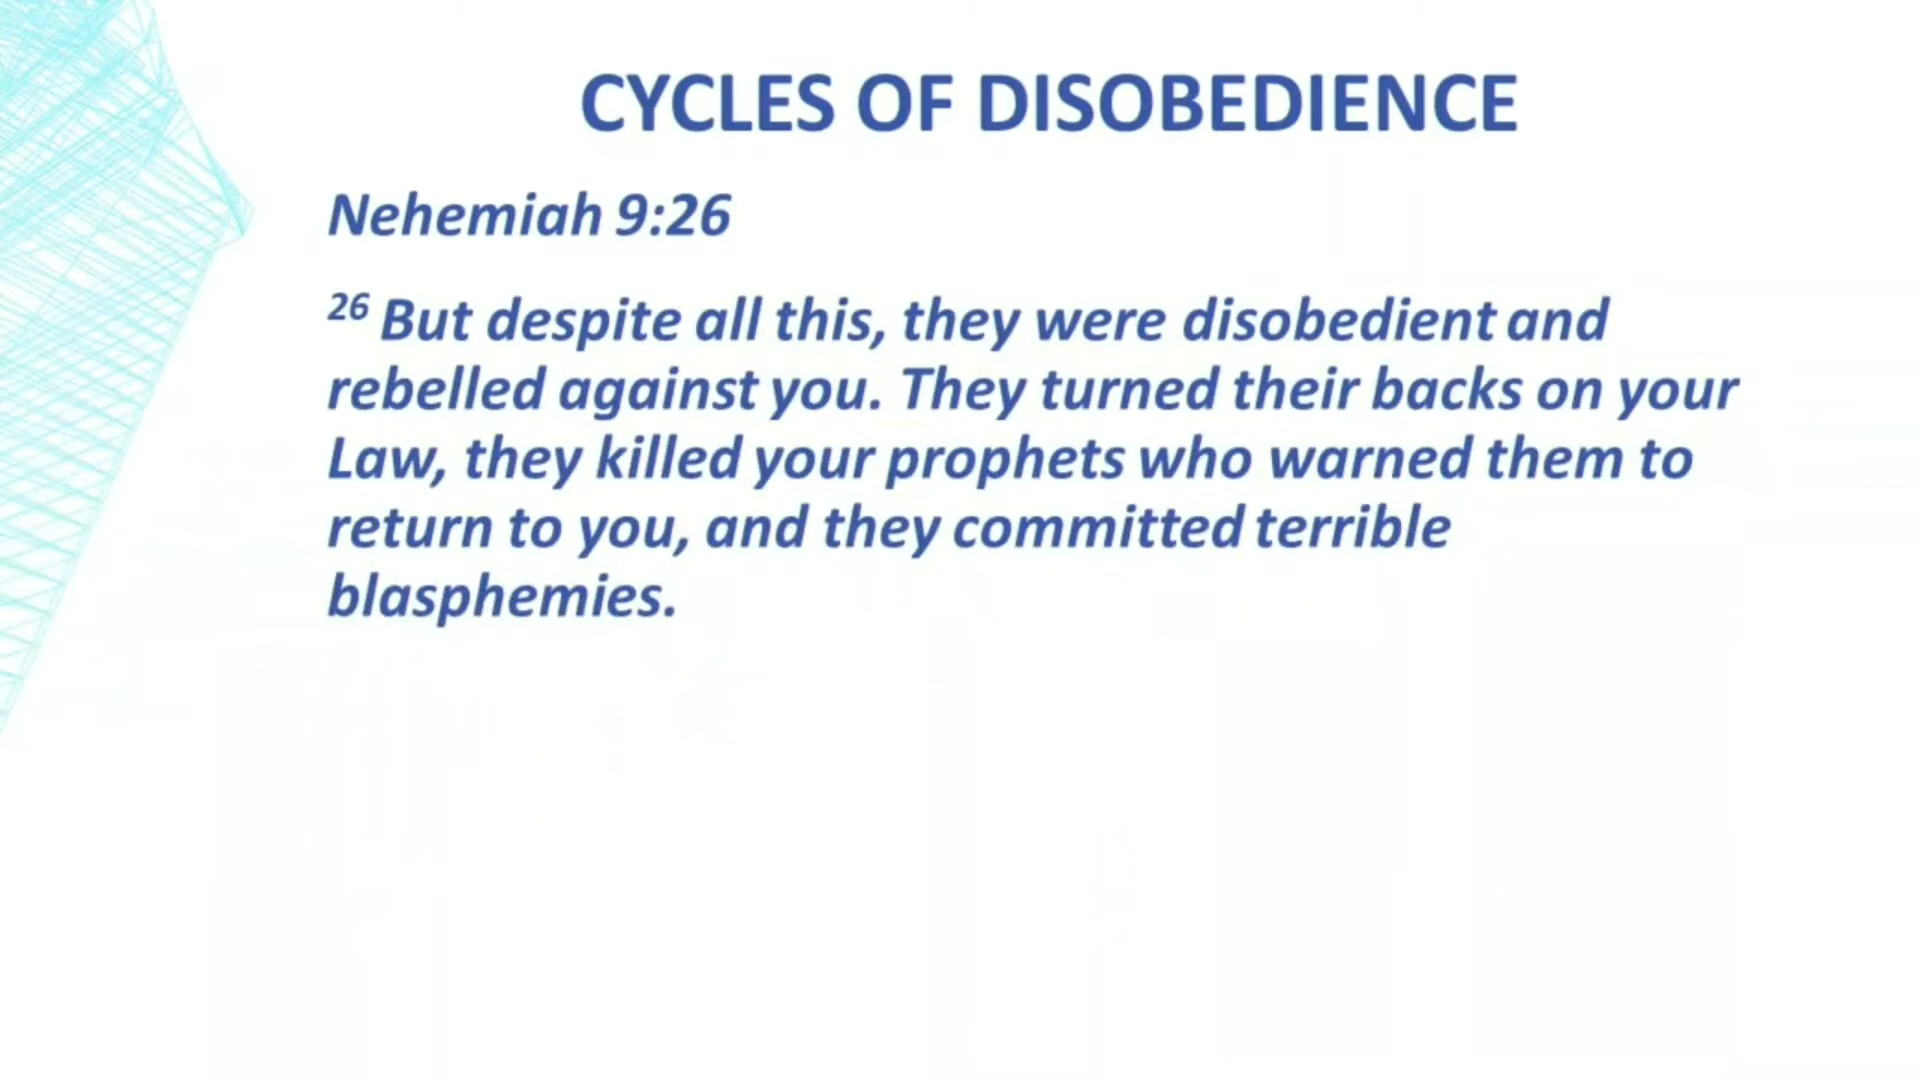 CYCLES OF DISOBEDIENCE
Nehemiah 9:26
26 But despite all this, they were disobedient and
rebelled against you. They turned their backs on your
Law, they killed your prophets who warned them to
return to you, and they committed terrible
blasphemies.